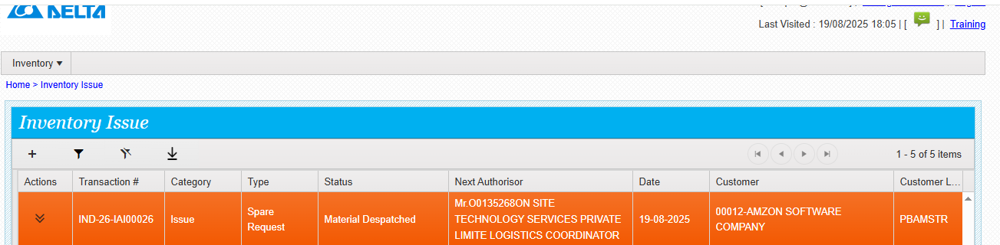 DELTA
Last Visited : 19/08/2025 18:05 | [ ] | Training
Inventory
Home > Inventory Issue
Inventory Issue
1 - 5 of 5 items
Actions Transaction # Category Type Status Next Authorisor Date Customer Customer L...
IND-26-IAI00026 Issue Spare Request Material Despatched Mr.O0135268ON SITE TECHNOLOGY SERVICES PRIVATE LIMITE LOGISTICS COORDINATOR 19-08-2025 00012-AMZON SOFTWARE COMPANY PBAMSTR